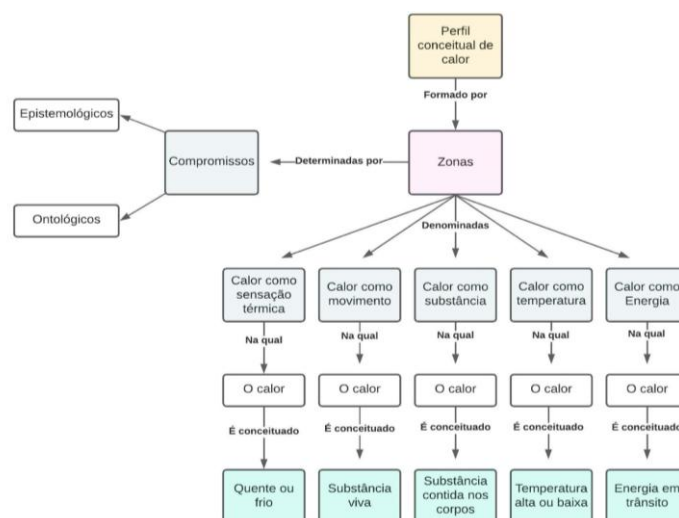 Perfil
conceitual de
calor
Formado por
Epistemológicos
Compromissos
Determinadas por
Zonas
Ontológicos
Denominadas
Calor como
sensação
térmica
Calor como
movimento
Calor como
substância
Calor como
temperatura
Calor como
Energia
Na qual
Na qual
Na qual
Na qual
Na qual
O calor
O calor
O calor
O calor
O calor
É conceituado
É conceituado
É conceituado
É conceituado
É conceituado
Quente ou
frio
Substância
viva
Substância
contida nos
corpos
Temperatura
alta ou baixa
Energia em
trânsito